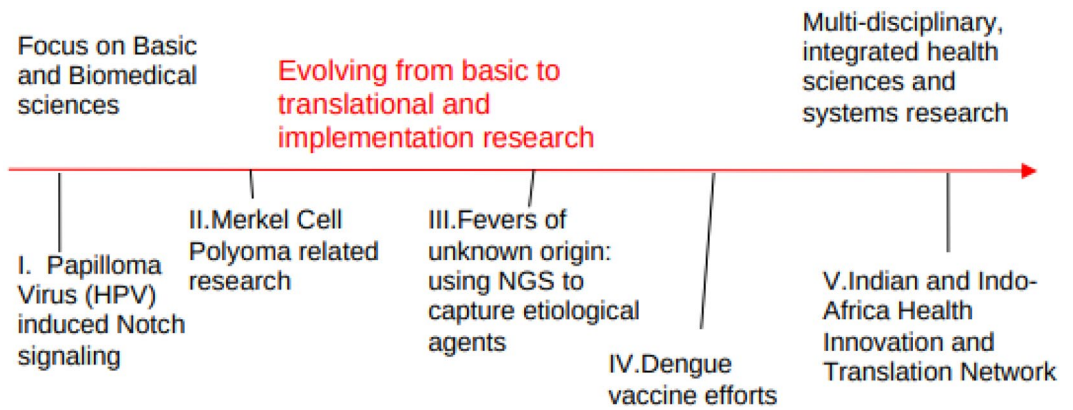 Focus on Basic
and Biomedical
sciences
Evolving from basic to
translational and
implementation research
Multi-disciplinary,
integrated health
sciences and
systems research
I. Papilloma
Virus (HPV)
induced Notch
signaling
II.Merkel Cell
Polyoma related
research
III.Fevers of
unknown origin:
using NGS to
capture etiological
agents
IV.Dengue
vaccine efforts
V.Indian and Indo-
Africa Health
Innovation and
Translation Network